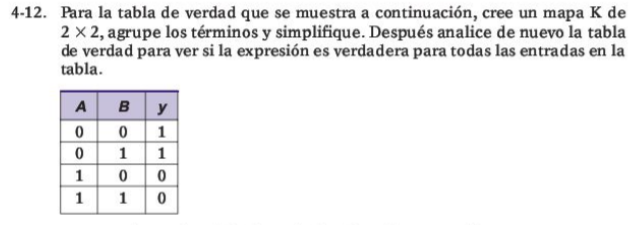 4-12. Para la tabla de verdad que se muestra a continuación, cree un mapa K de
2 × 2, agrupe los términos y simplifique. Después analice de nuevo la tabla
de verdad para ver si la expresión es verdadera para todas las entradas en la
tabla.
A B y
0 0 1
0 1 1
1 0 0
1 1 0